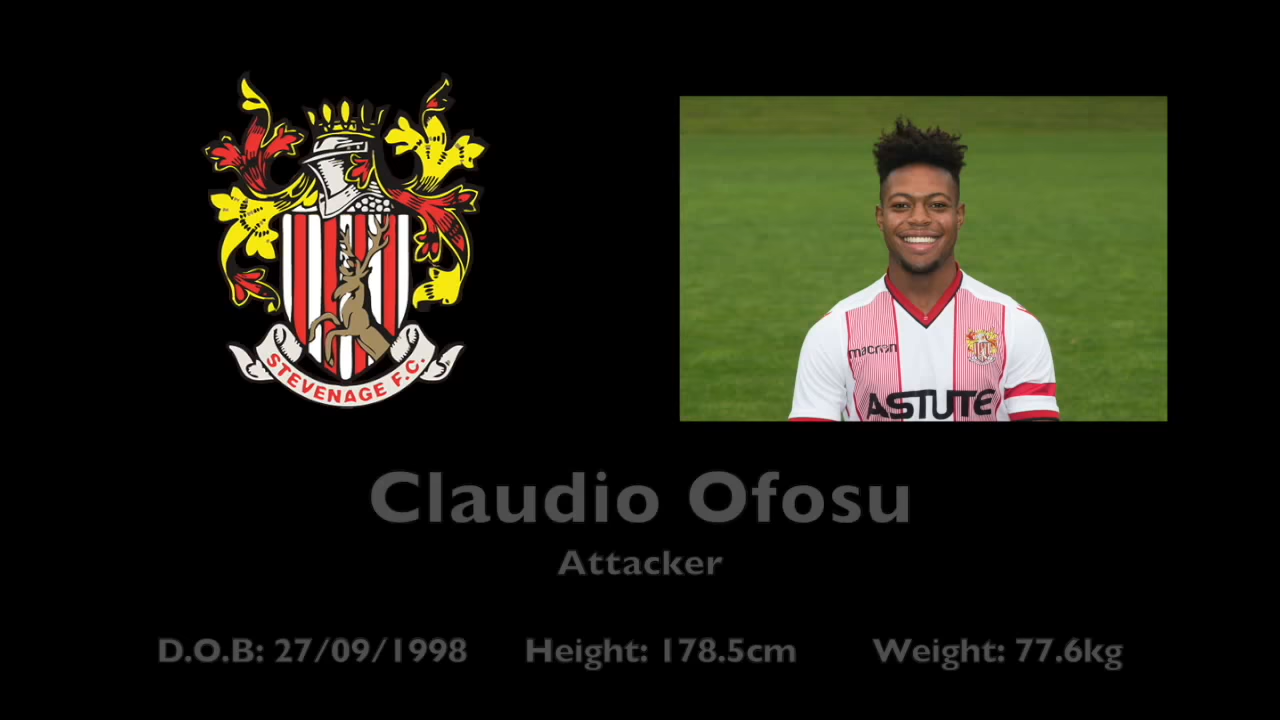 STEVENAGE F.C.
macron
ASTUTE
Claudio Ofosu
Attacker
D.O.B: 27/09/1998 Height: 178.5cm Weight: 77.6kg